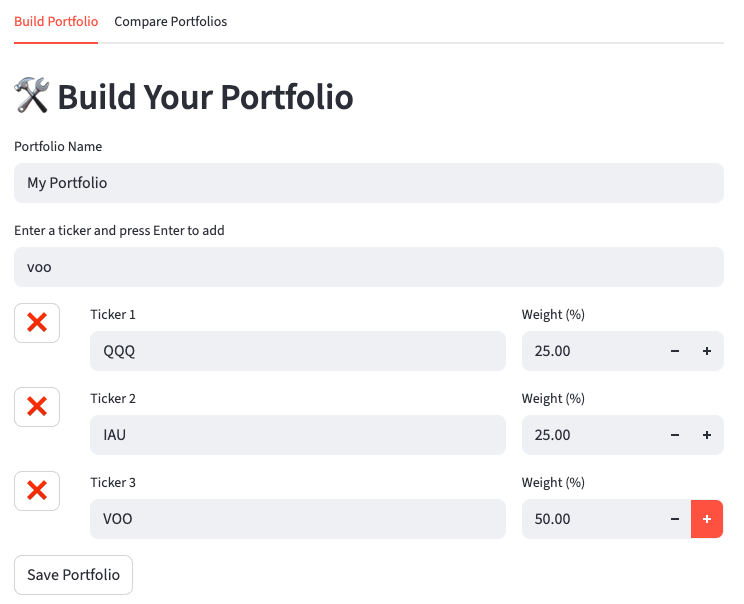 Build Portfolio Compare Portfolios
🛠 Build Your Portfolio
Portfolio Name
My Portfolio
Enter a ticker and press Enter to add
voo
Ticker 1 Weight (%)
QQQ 25.00 − +
Ticker 2 Weight (%)
IAU 25.00 − +
Ticker 3 Weight (%)
VOO 50.00 − +
Save Portfolio